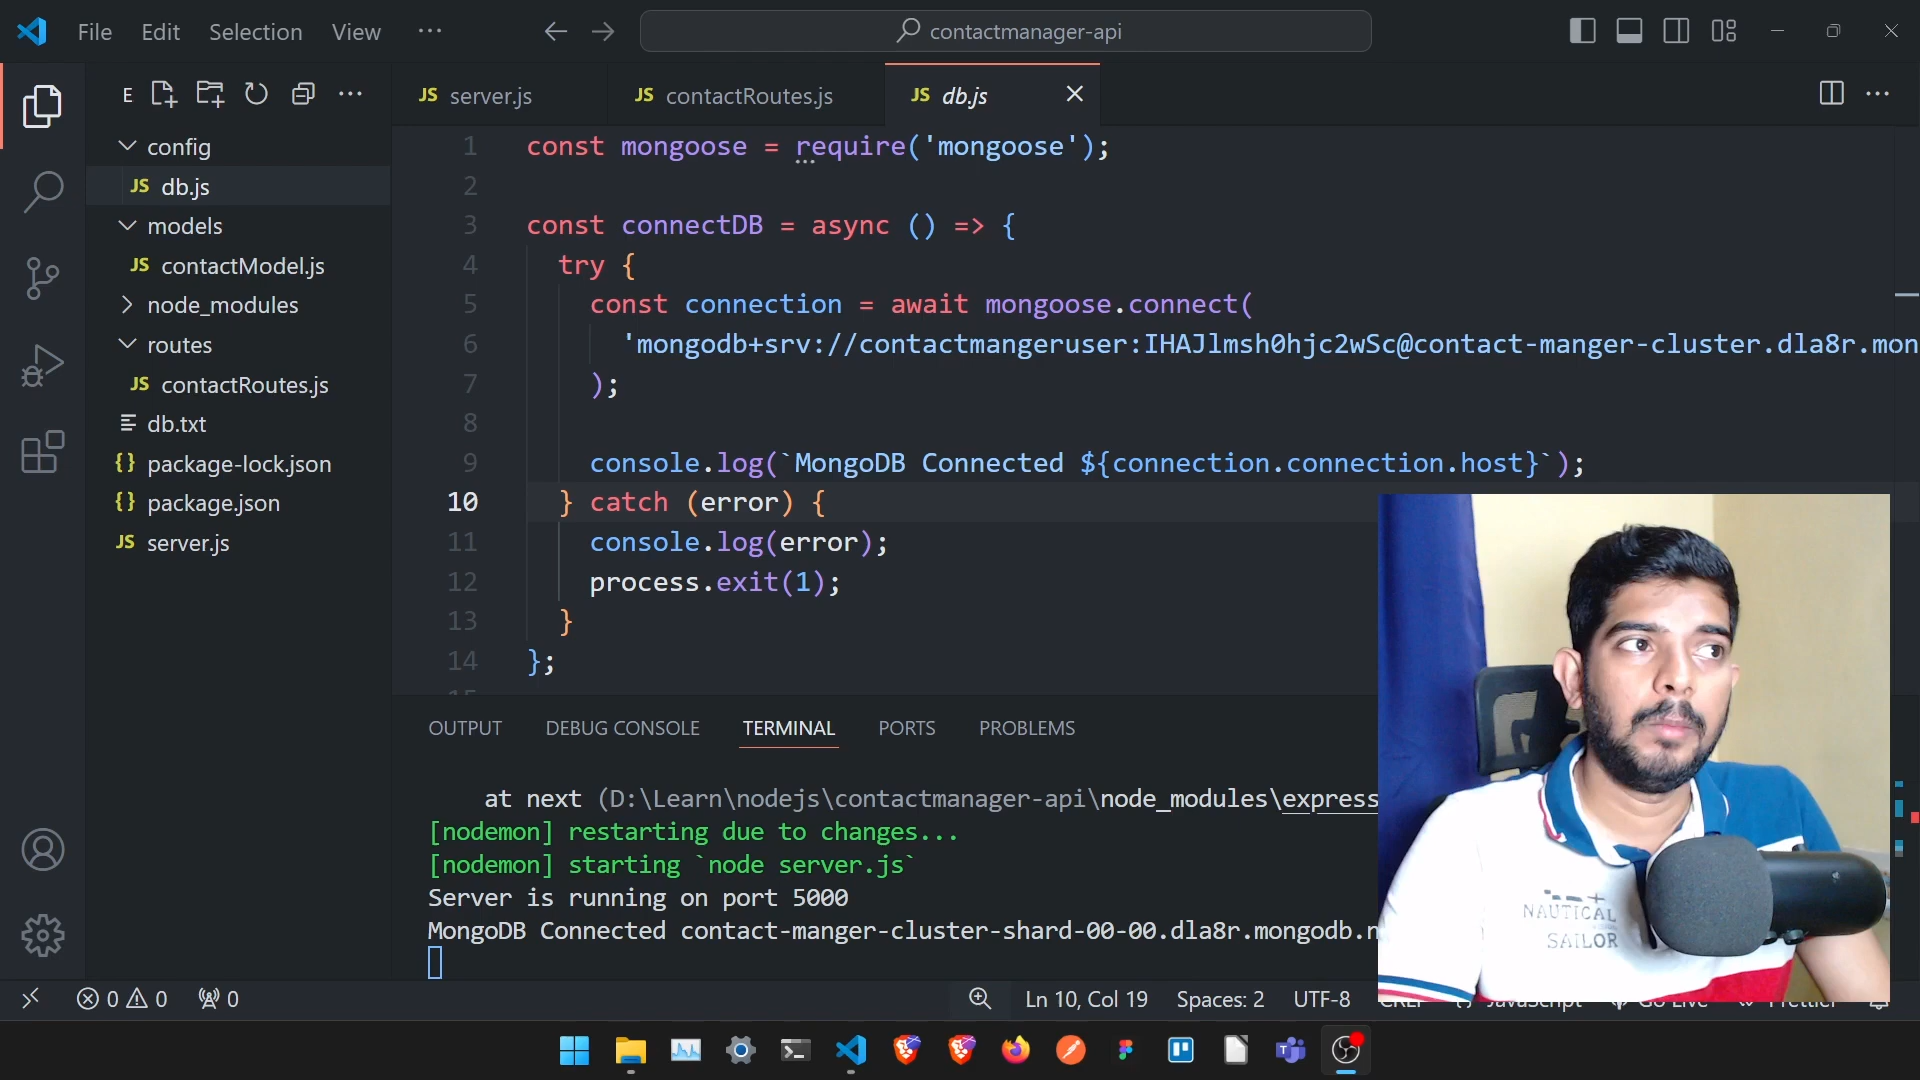 File Edit Selection View ··· contactmanager-api
E
JS server.js JS contactRoutes.js JS db.js
config
JS db.js
models
JS contactModel.js
node_modules
routes
JS contactRoutes.js
db.txt
{} package-lock.json
{} package.json
JS server.js
1 const mongoose = require('mongoose');
2
3 const connectDB = async () => {
4 try {
5 const connection = await mongoose.connect(
6 'mongodb+srv://contactmangeruser:IHAJlmsh0hjc2wSc@contact-manger-cluster.dla8r.mon
7 );
8
9 console.log(`MongoDB Connected ${connection.connection.host}`);
10 } catch (error) {
11 console.log(error);
12 process.exit(1);
13 }
14 };
OUTPUT DEBUG CONSOLE TERMINAL PORTS PROBLEMS
at next (D:\Learn\nodejs\contactmanager-api\node_modules\express
[nodemon] restarting due to changes...
[nodemon] starting `node server.js`
Server is running on port 5000
MongoDB Connected contact-manger-cluster-shard-00-00.dla8r.mongodb.n
NAUTICAL
SAILOR
0 0 0 Ln 10, Col 19 Spaces: 2 UTF-8